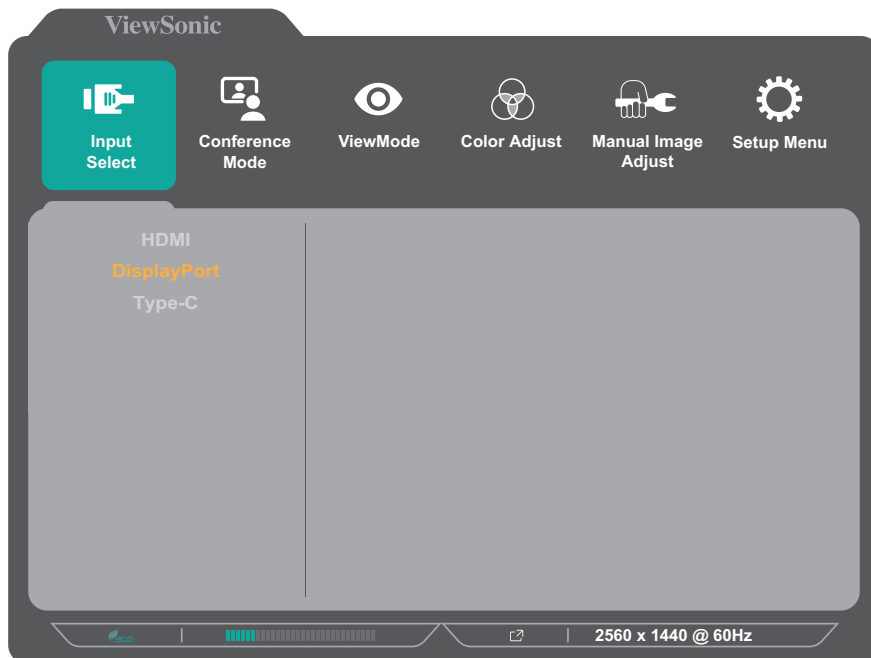 ViewSonic
Input
Select
Conference
Mode
ViewMode
Color Adjust
Manual Image
Adjust
Setup Menu
HDMI
DisplayPort
Type-C
eco
2560 x 1440 @ 60Hz